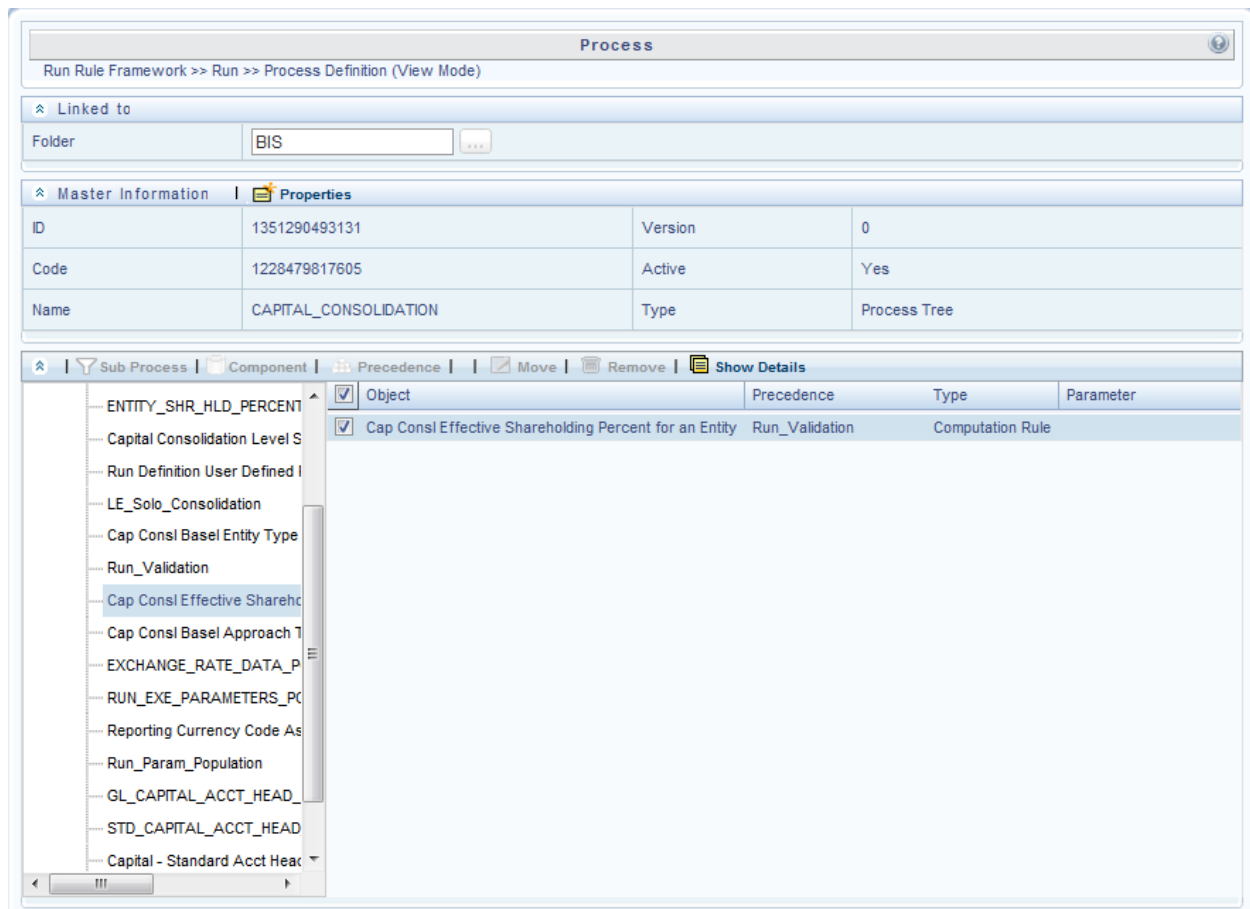 Process
Run Rule Framework >> Run >> Process Definition (View Mode)
Linked to
Folder BIS ...
Master Information | Properties
ID 1351290493131 Version 0
Code 1228479817605 Active Yes
Name CAPITAL_CONSOLIDATION Type Process Tree
| Sub Process | Component | Precedence | | Move | Remove | Show Details
Object Precedence Type Parameter
Cap Consl Effective Shareholding Percent for an Entity Run_Validation Computation Rule
ENTITY_SHR_HLD_PERCENT
Capital Consolidation Level S
Run Definition User Defined
LE_Solo_Consolidation
Cap Consl Basel Entity Type
Run_Validation
Cap Consl Effective Shareho
Cap Consl Basel Approach T
EXCHANGE_RATE_DATA_P
RUN_EXE_PARAMETERS_PO
Reporting Currency Code As
Run_Param_Population
GL_CAPITAL_ACCT_HEAD_
STD_CAPITAL_ACCT_HEAD
Capital - Standard Acct Head